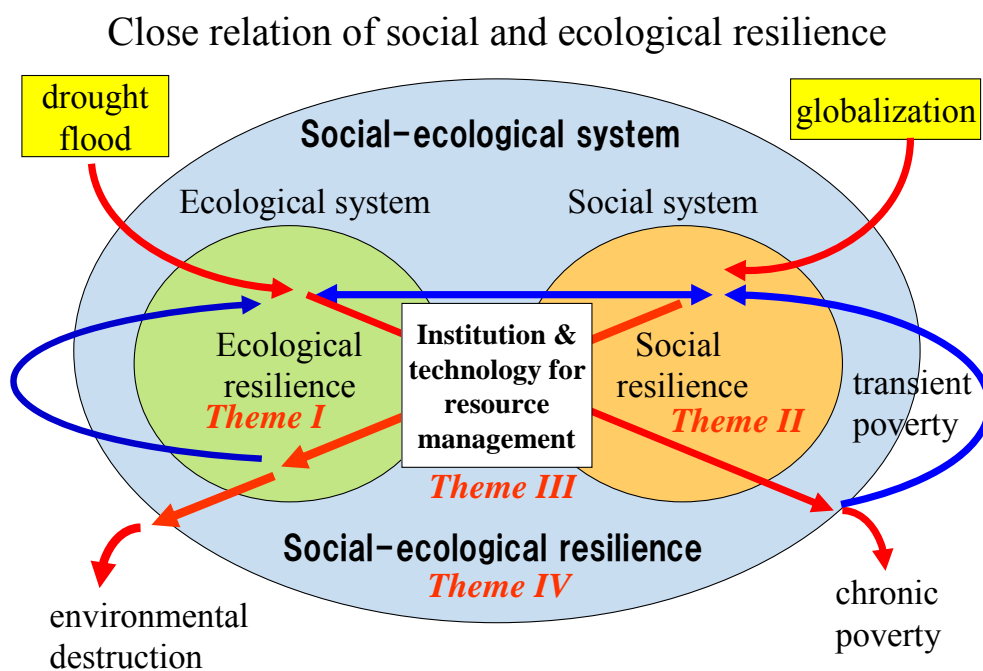 Close relation of social and ecological resilience
drought
flood
globalization
Social-ecological system
Ecological system
Social system
Ecological
resilience
Theme I
Institution &
technology for
resource
management
Social
resilience
Theme II
transient
poverty
Theme III
Social-ecological resilience
Theme IV
environmental
destruction
chronic
poverty